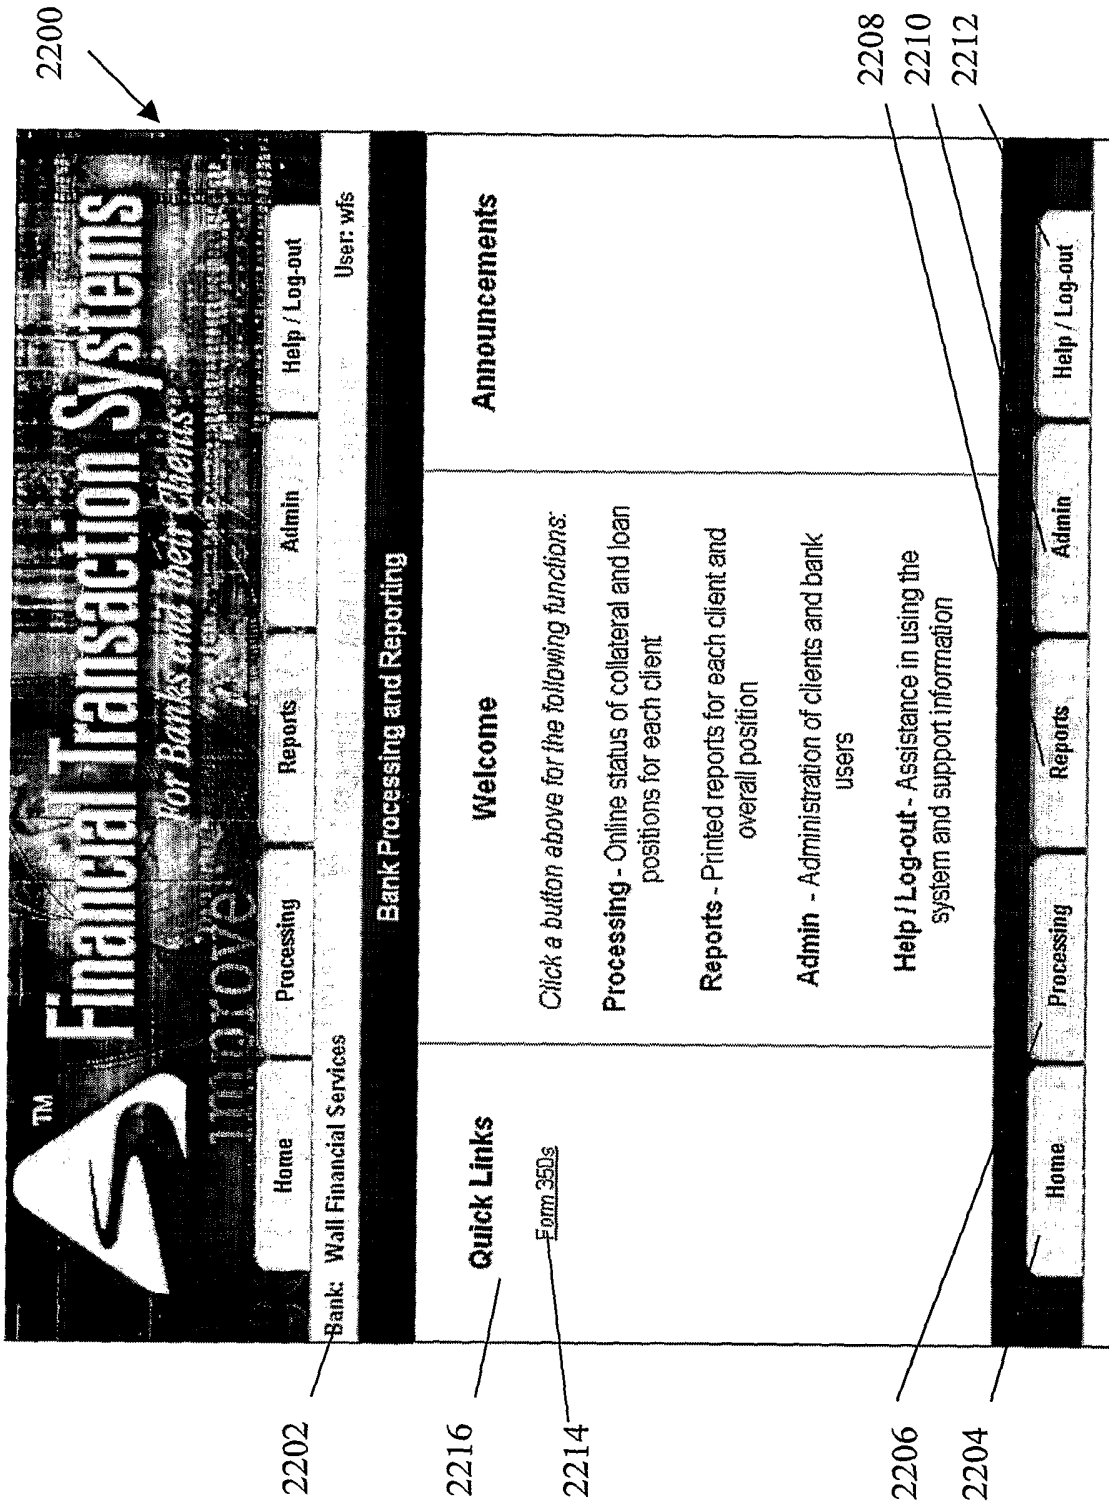 2200
TM
Financial Transaction Systems
For Banks and their Clients
improve
Home
Processing
Reports
Admin
Help / Log-out
Bank: Wall Financial Services
User: wfs
Bank Processing and Reporting
Quick Links
Form 350s
Welcome
Click a button above for the following functions:
Processing - Online status of collateral and loan
positions for each client
Reports - Printed reports for each client and
overall position
Admin - Administration of clients and bank
users
Help / Log-out - Assistance in using the
system and support information
Announcements
Home
Processing
Reports
Admin
Help / Log-out
2202
2216
2214
2206
2204
2208
2210
2212